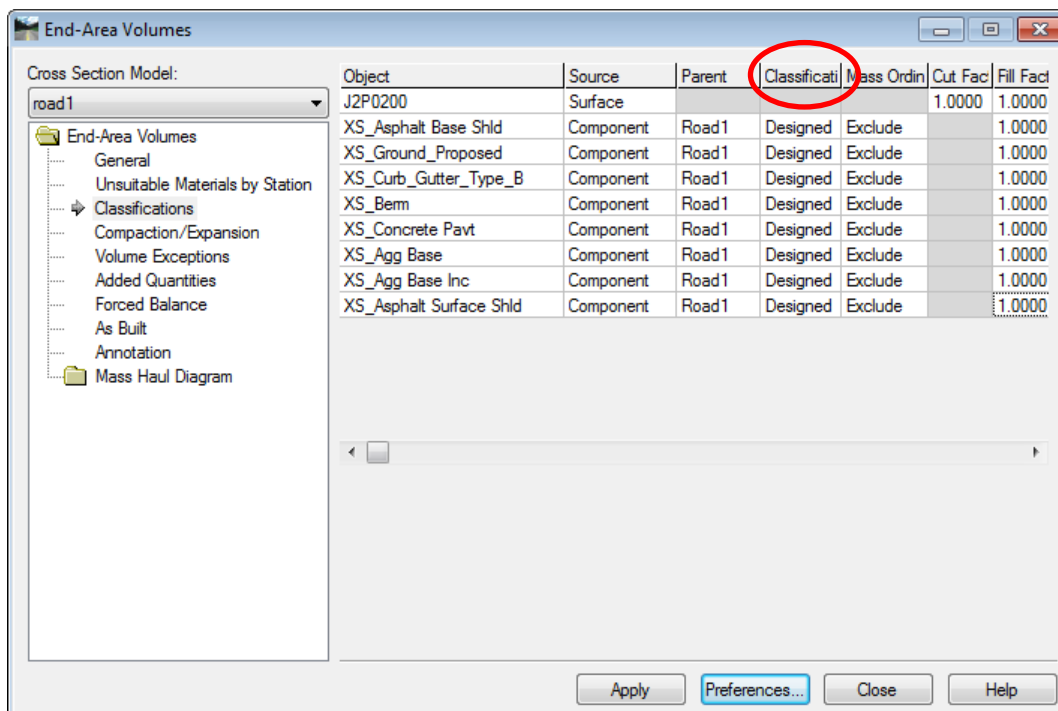 End-Area Volumes
Cross Section Model:
road1
End-Area Volumes
General
Unsuitable Materials by Station
Classifications
Compaction/Expansion
Volume Exceptions
Added Quantities
Forced Balance
As Built
Annotation
Mass Haul Diagram
Object Source Parent Classificati Mass Ordin Cut Fac Fill Fact
J2P0200 Surface 1.0000 1.0000
XS_Asphalt Base Shld Component Road1 Designed Exclude 1.0000
XS_Ground_Proposed Component Road1 Designed Exclude 1.0000
XS_Curb_Gutter_Type_B Component Road1 Designed Exclude 1.0000
XS_Berm Component Road1 Designed Exclude 1.0000
XS_Concrete Pavt Component Road1 Designed Exclude 1.0000
XS_Agg Base Component Road1 Designed Exclude 1.0000
XS_Agg Base Inc Component Road1 Designed Exclude 1.0000
XS_Asphalt Surface Shld Component Road1 Designed Exclude 1.0000
Apply Preferences... Close Help